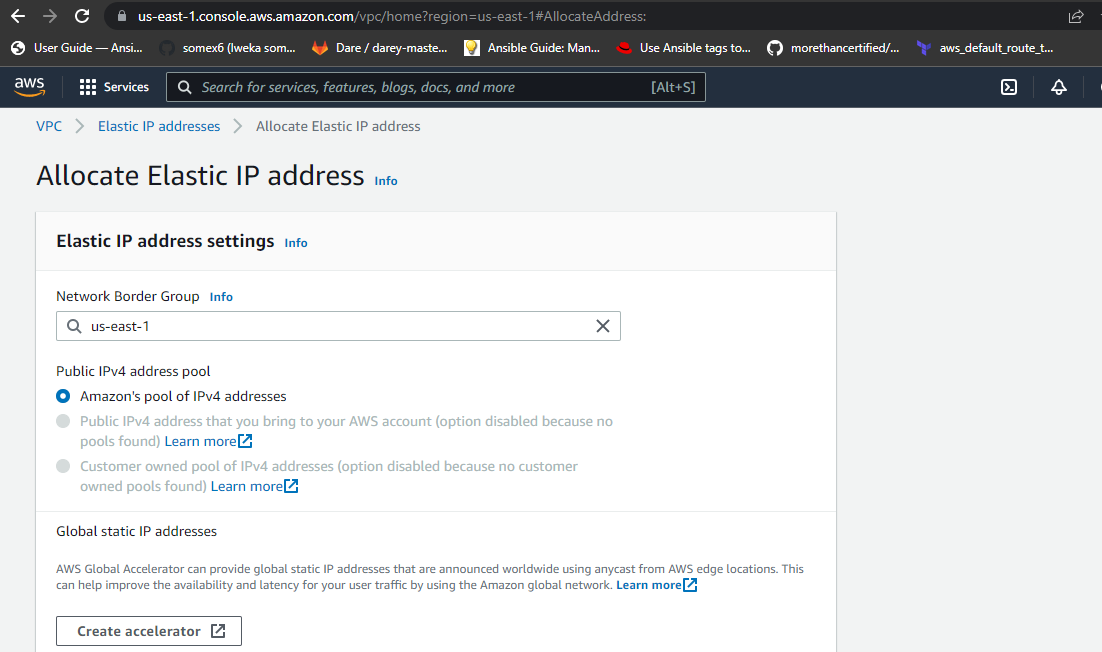 us-east-1.console.aws.amazon.com/vpc/home?region=us-east-1#AllocateAddress:
User Guide — Ansi... somex6 (Iweka som... Dare / darey-maste... Ansible Guide: Man... Use Ansible tags to... morethancertified/... aws_default_route_t...
aws Services Search for services, features, blogs, docs, and more [Alt+S]
VPC Elastic IP addresses Allocate Elastic IP address
Allocate Elastic IP address Info
Elastic IP address settings Info
Network Border Group Info
us-east-1
Public IPv4 address pool
Amazon's pool of IPv4 addresses
Public IPv4 address that you bring to your AWS account (option disabled because no
pools found) Learn more
Customer owned pool of IPv4 addresses (option disabled because no customer
owned pools found) Learn more
Global static IP addresses
AWS Global Accelerator can provide global static IP addresses that are announced worldwide using anycast from AWS edge locations. This
can help improve the availability and latency for your user traffic by using the Amazon global network. Learn more
Create accelerator